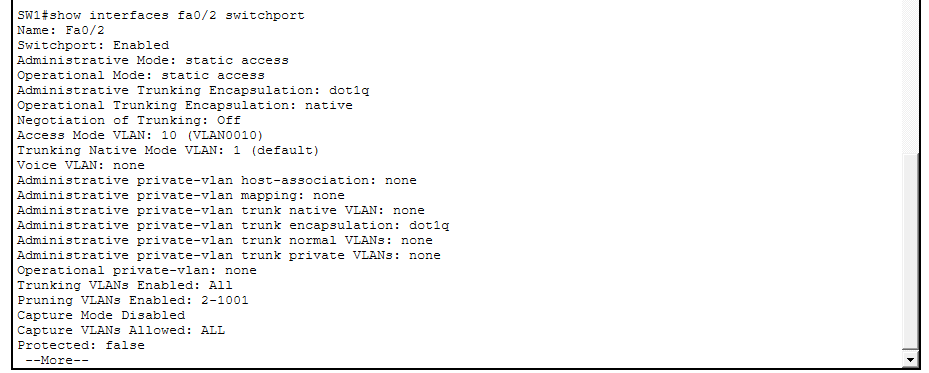 SW1#show interfaces fa0/2 switchport
Name: Fa0/2
Switchport: Enabled
Administrative Mode: static access
Operational Mode: static access
Administrative Trunking Encapsulation: dot1q
Operational Trunking Encapsulation: native
Negotiation of Trunking: Off
Access Mode VLAN: 10 (VLAN0010)
Trunking Native Mode VLAN: 1 (default)
Voice VLAN: none
Administrative private-vlan host-association: none
Administrative private-vlan mapping: none
Administrative private-vlan trunk native VLAN: none
Administrative private-vlan trunk encapsulation: dot1q
Administrative private-vlan trunk normal VLANs: none
Administrative private-vlan trunk private VLANs: none
Operational private-vlan: none
Trunking VLANs Enabled: All
Pruning VLANs Enabled: 2-1001
Capture Mode Disabled
Capture VLANs Allowed: ALL
Protected: false
--More--